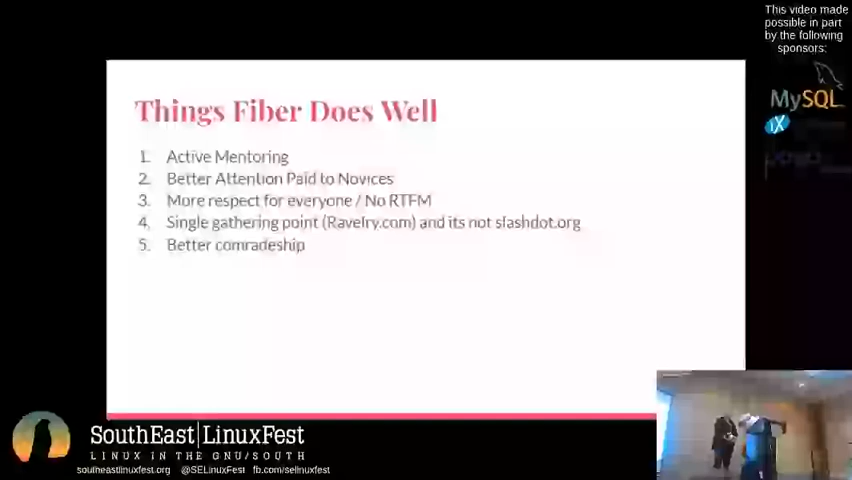 This video made
possible in part
by the following
sponsors:
MySQL
iX
Things Fiber Does Well
1. Active Mentoring
2. Better Attention Paid to Novices
3. More respect for everyone / No RTFM
4. Single gathering point (Ravelry.com) and its not slashdot.org
5. Better comradeship
SouthEast|LinuxFest
LINUX IN THE GNU/SOUTH
southeastlinuxfest.org @SELinuxFest fb.com/selinuxfest